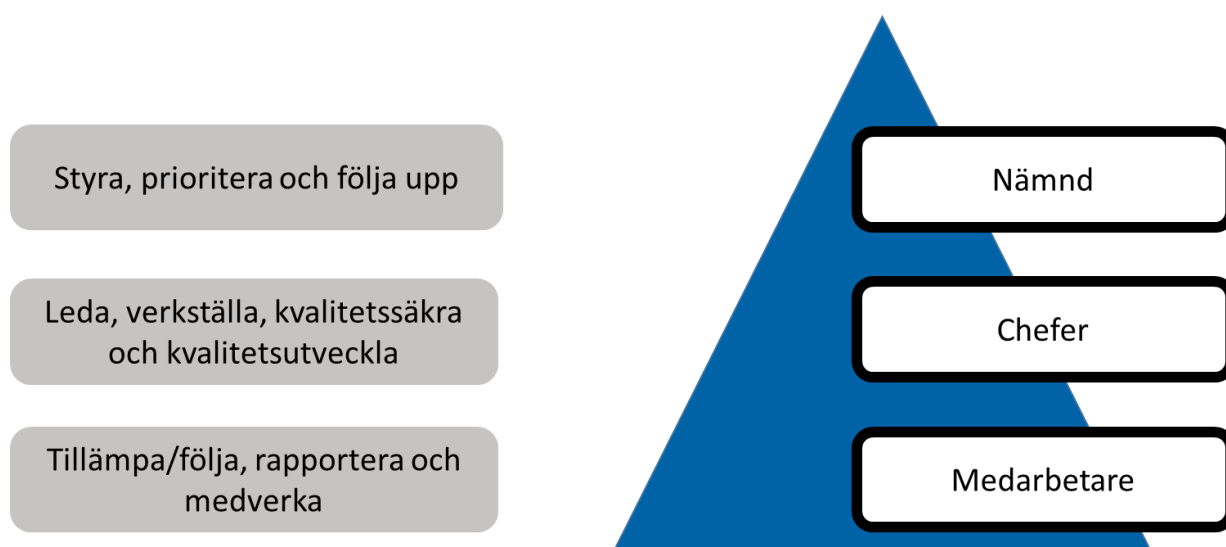 Styra, prioritera och följa upp
Nämnd
Leda, verkställa, kvalitetssäkra
och kvalitetsutveckla
Chefer
Tillämpa/följa, rapportera och
medverka
Medarbetare